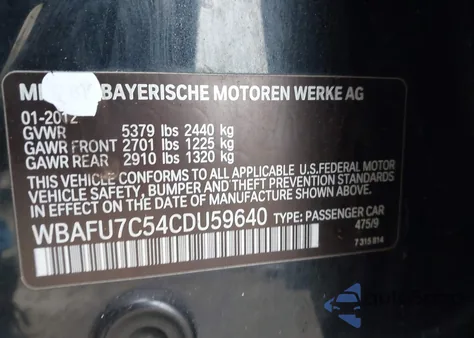 BAYERISCHE MOTOREN WERKE AG
01-2012
GVWR 5379 lbs 2440 kg
GAWR FRONT 2701 lbs 1225 kg
GAWR REAR 2910 lbs 1320 kg
THIS VEHICLE CONFORMS TO ALL APPLICABLE U.S.FEDERAL MOTOR
VEHICLE SAFETY, BUMPER AND THEFT PREVENTION STANDARDS
IN EFFECT ON THE DATE OF MANUFACTURE SHOWN ABOVE.
WBAFU7C54CDU59640 TYPE: PASSENGER CAR
475/9
7 315 814